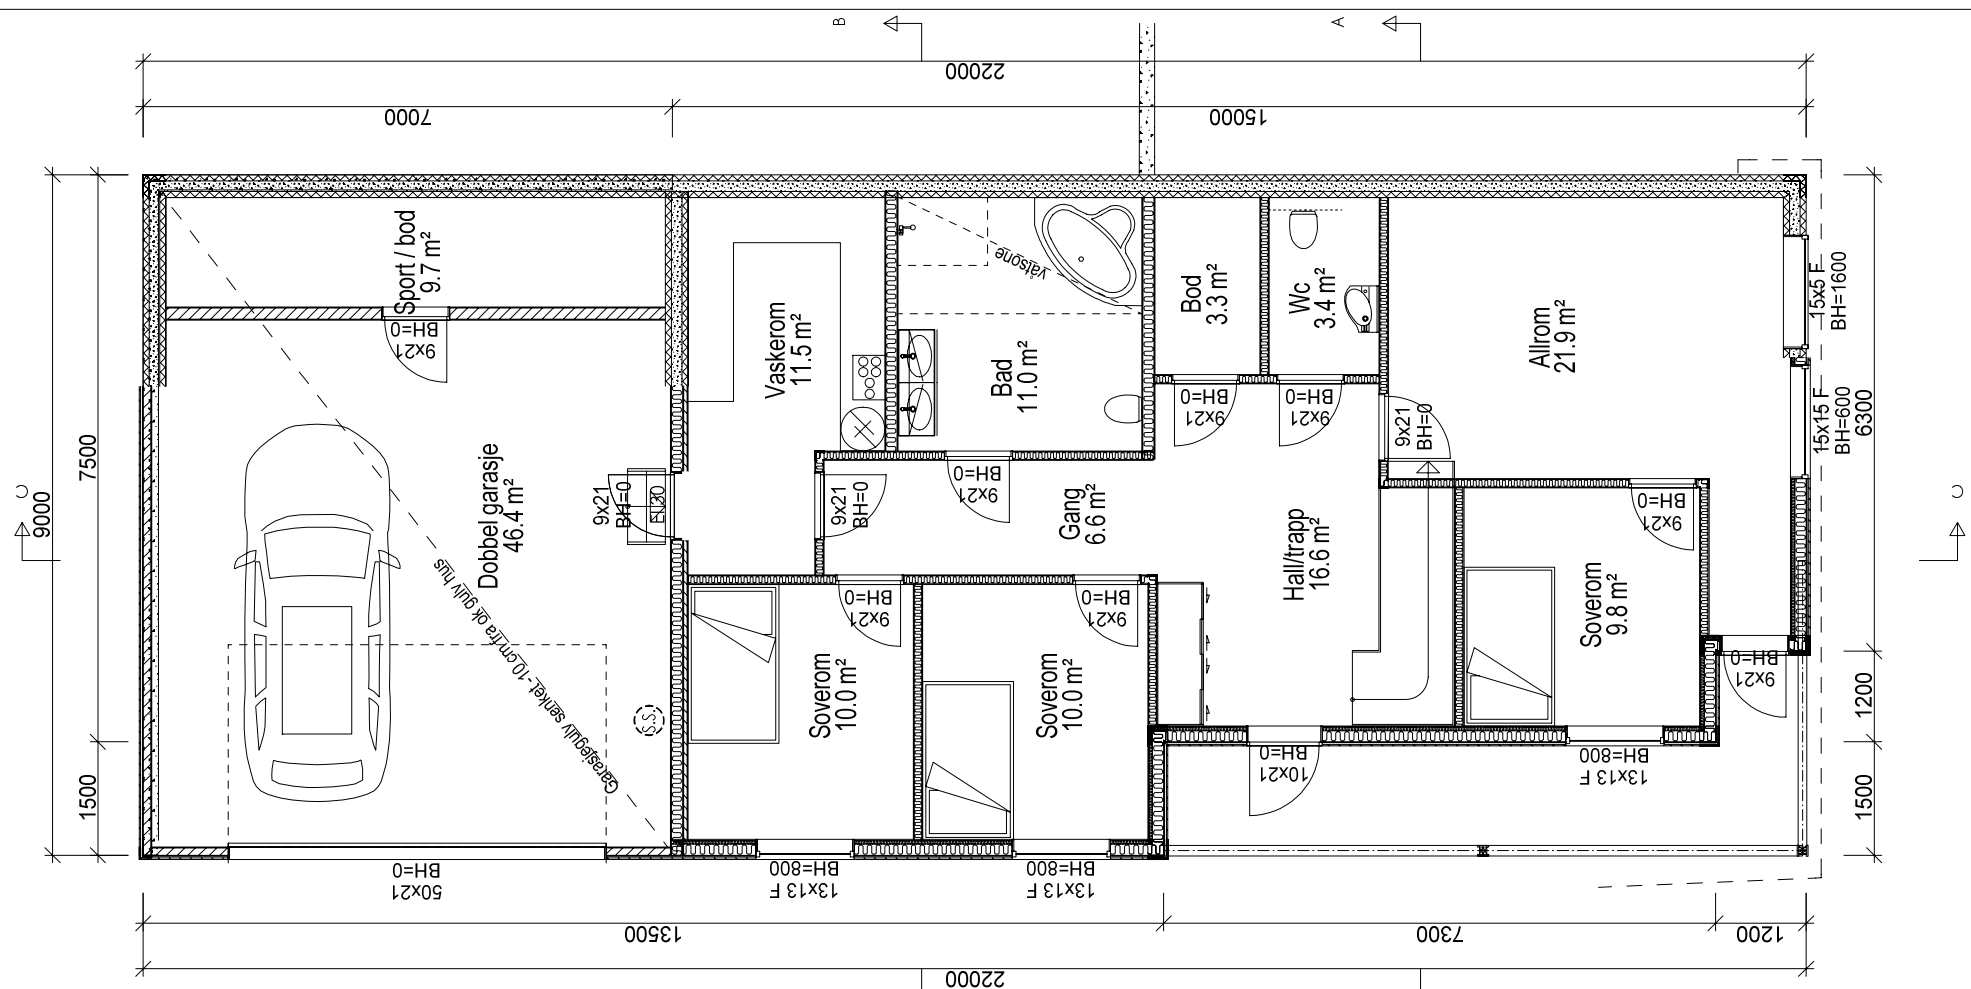 B
A
22000
7000
15000
9000
7500
1500
C
C
Sport / bod
9.7 m²
9x21
BH=0
Dobbel garasje
46.4 m²
Garasjegulv senket -10 cm fra ok gulv hus
S.S.
9x21
BH=0
EI 30
50x21
BH=0
Vaskerom
11.5 m²
9x21
BH=0
Bad
11.0 m²
våtsone
9x21
BH=0
Bod
3.3 m²
9x21
BH=0
Wc
3.4 m²
9x21
BH=0
Allrom
21.9 m²
9x21
BH=0
15x5 F
BH=1600
15x15 F
BH=600
6300
1200
1500
Gang
6.6 m²
Hall/trapp
16.6 m²
10x21
BH=0
Soverom
10.0 m²
9x21
BH=0
13x13 F
BH=800
Soverom
10.0 m²
9x21
BH=0
13x13 F
BH=800
Soverom
9.8 m²
9x21
BH=0
13x13 F
BH=800
9x21
BH=0
13500
7300
1200
22000